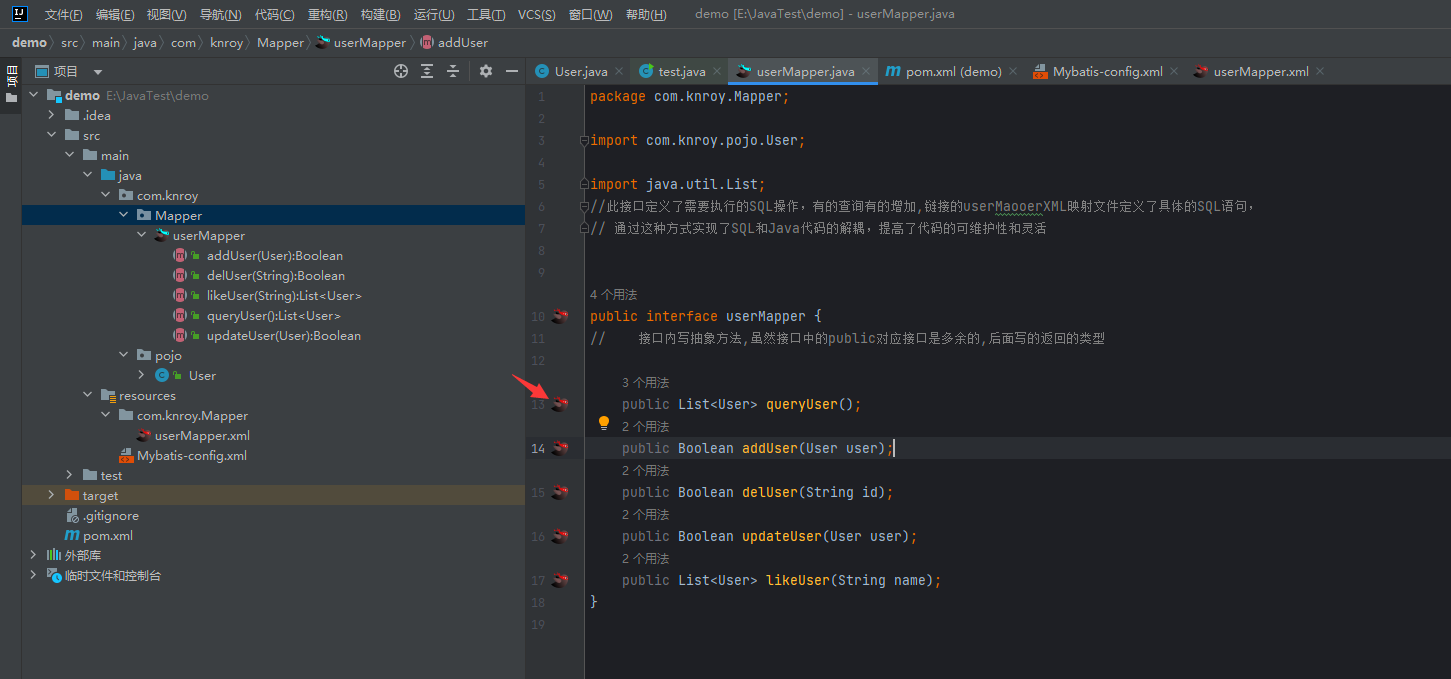 文件(F) 编辑(E) 视图(V) 导航(N) 代码(C) 重构(R) 构建(B) 运行(U) 工具(T) VCS(S) 窗口(W) 帮助(H) demo [E:\JavaTest\demo] - userMapper.java
demo src main java com knroy Mapper userMapper addUser
项目
项目
demo E:\JavaTest\demo
.idea
src
main
java
com.knroy
Mapper
userMapper
addUser(User):Boolean
delUser(String):Boolean
likeUser(String):List<User>
queryUser():List<User>
updateUser(User):Boolean
pojo
User
resources
com.knroy.Mapper
userMapper.xml
Mybatis-config.xml
test
target
.gitignore
pom.xml
外部库
临时文件和控制台
User.java test.java userMapper.java pom.xml (demo) Mybatis-config.xml userMapper.xml
1 package com.knroy.Mapper;
2
3 import com.knroy.pojo.User;
4
5 import java.util.List;
6 //此接口定义了需要执行的SQL操作，有的查询有的增加,链接的userMaooerXML映射文件定义了具体的SQL语句，
7 // 通过这种方式实现了SQL和Java代码的解耦，提高了代码的可维护性和灵活
8
9
4 个用法
10 public interface userMapper {
11 // 接口内写抽象方法,虽然接口中的public对应接口是多余的,后面写的返回的类型
12
3 个用法
13 public List<User> queryUser();
2 个用法
14 public Boolean addUser(User user);
2 个用法
15 public Boolean delUser(String id);
2 个用法
16 public Boolean updateUser(User user);
2 个用法
17 public List<User> likeUser(String name);
18 }
19